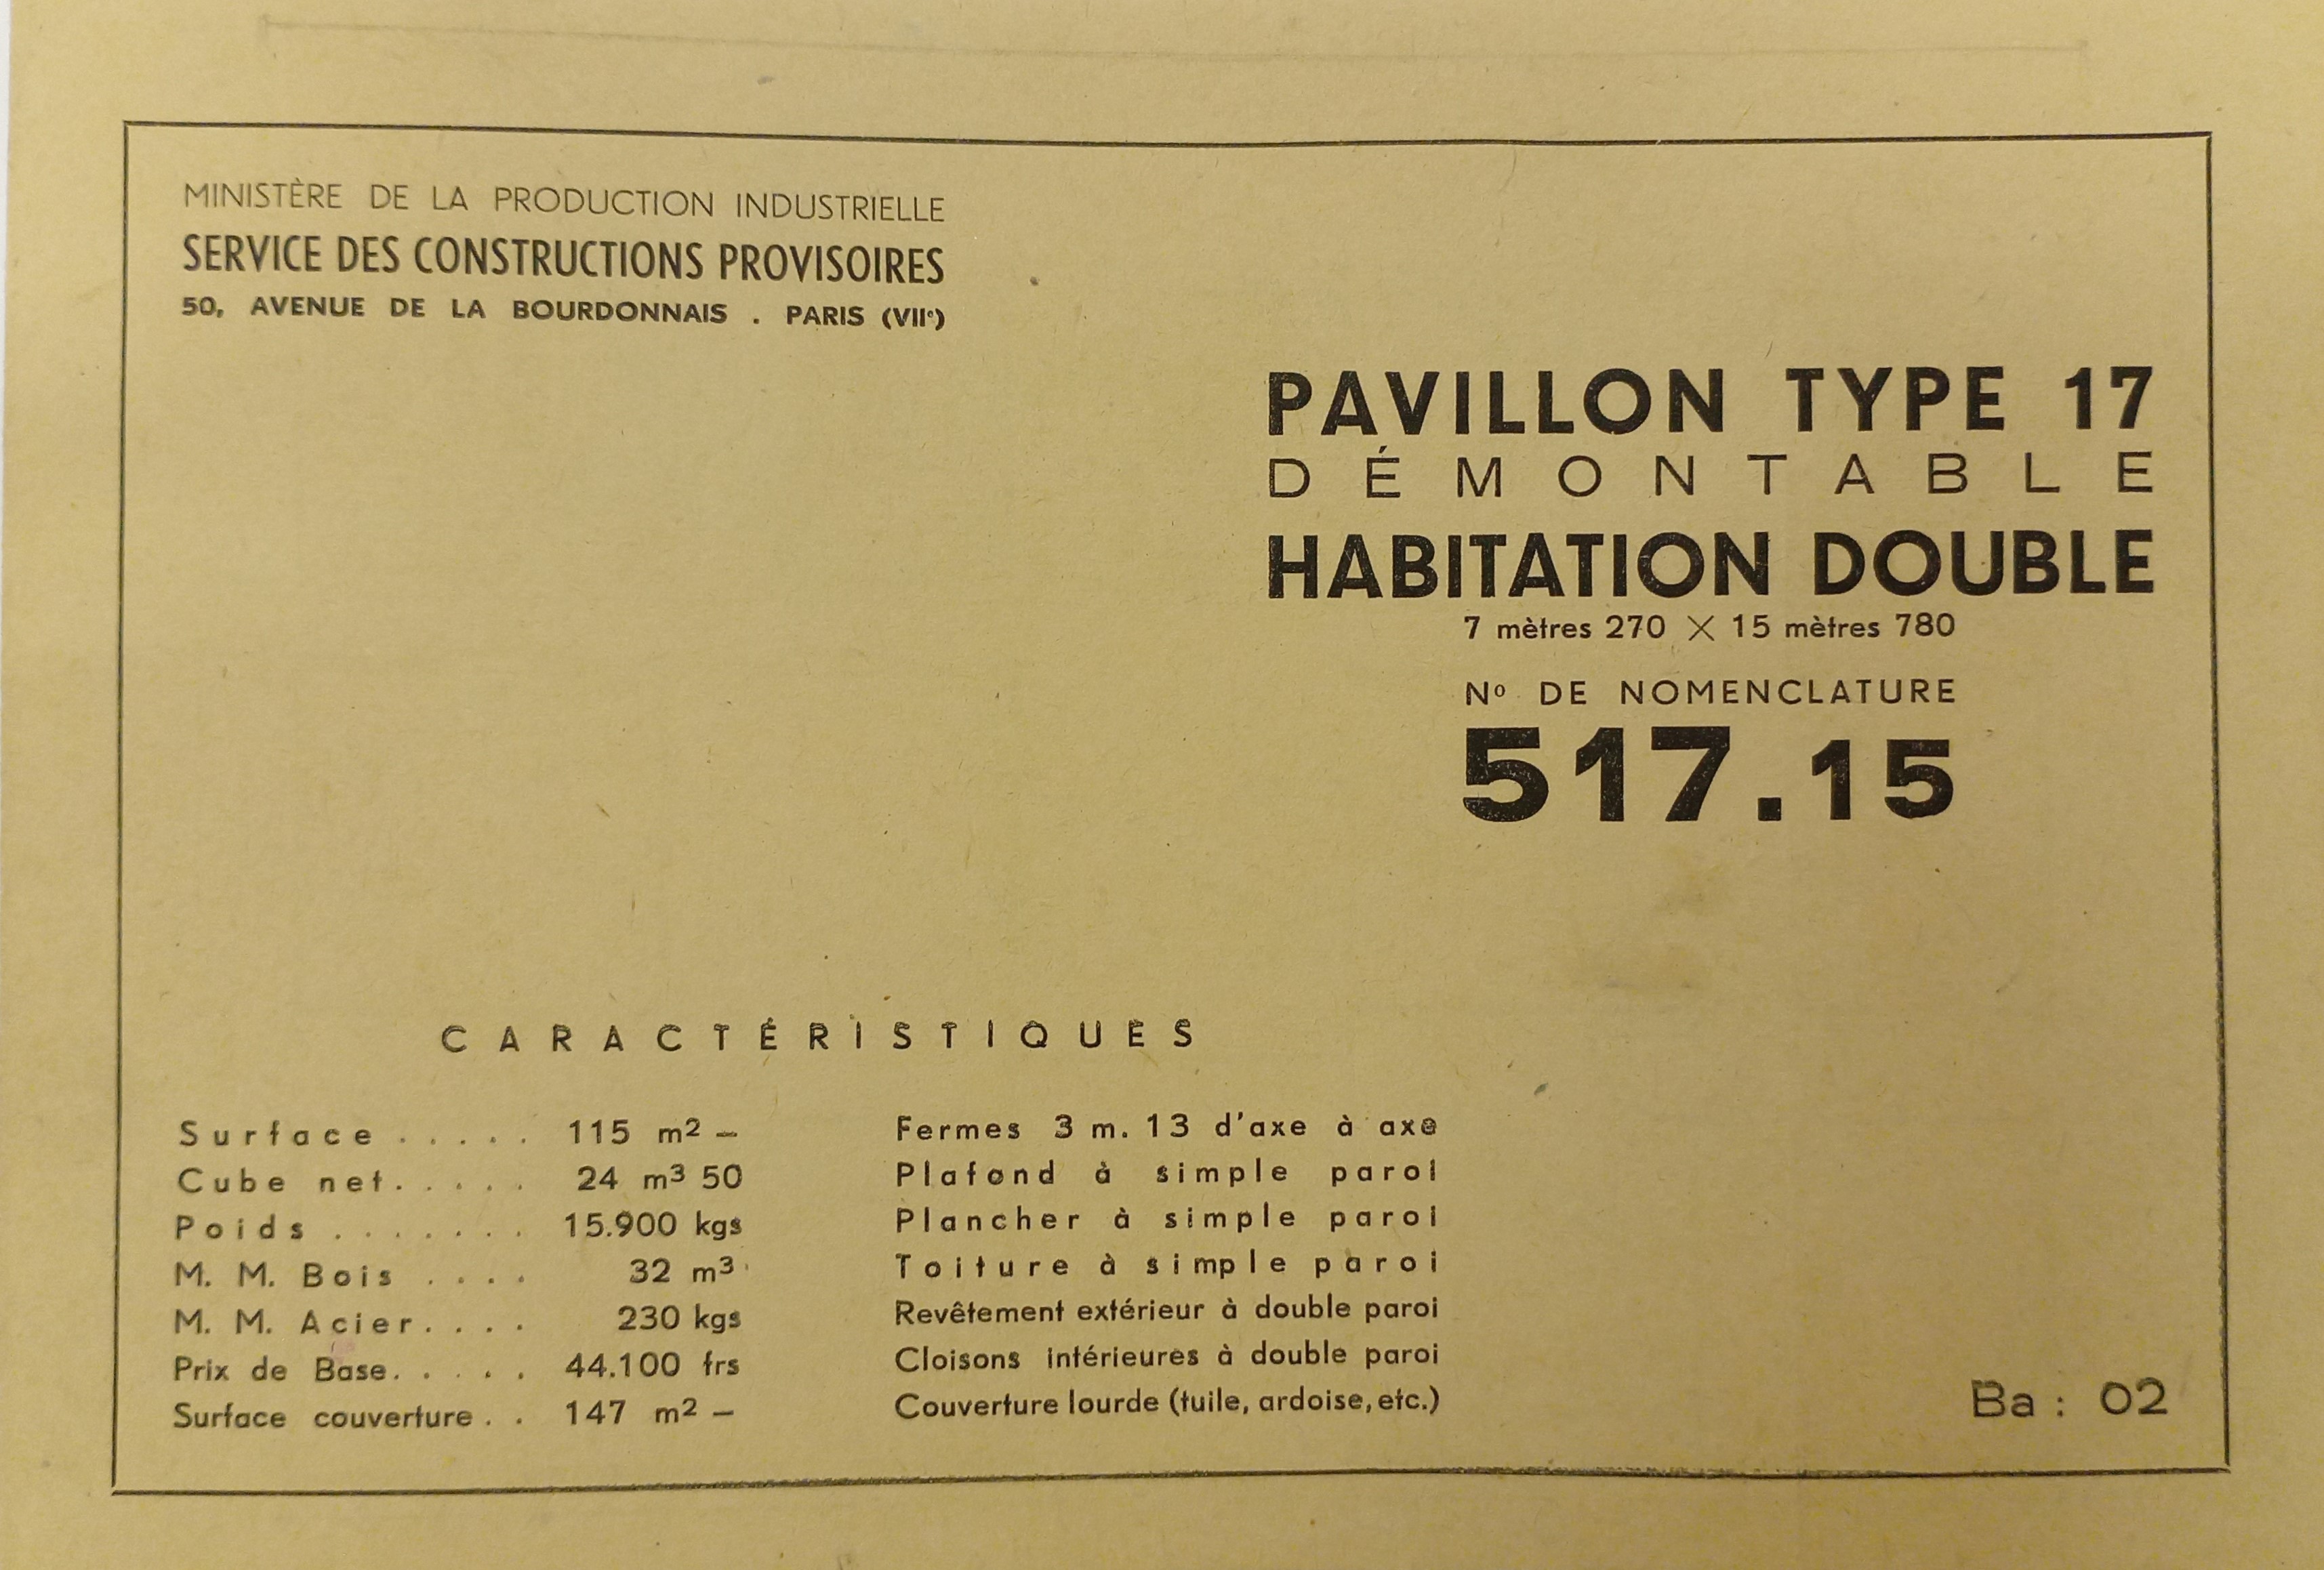 MINISTÈRE DE LA PRODUCTION INDUSTRIELLE
SERVICE DES CONSTRUCTIONS PROVISOIRES
50, AVENUE DE LA BOURDONNAIS . PARIS (VIIe)
PAVILLON TYPE 17
DÉMONTABLE
HABITATION DOUBLE
7 mètres 270 × 15 mètres 780
No DE NOMENCLATURE
517.15
CARACTÉRISTIQUES
Surface ..... 115 m2 –
Cube net..... 24 m3 50
Poids ....... 15.900 kgs
M. M. Bois .... 32 m3
M. M. Acier.... 230 kgs
Prix de Base..... 44.100 frs
Surface couverture.. 147 m2 –
Fermes 3 m. 13 d'axe à axe
Plafond à simple paroi
Plancher à simple paroi
Toiture à simple paroi
Revêtement extérieur à double paroi
Cloisons intérieures à double paroi
Couverture lourde (tuile, ardoise, etc.)
Ba : 02